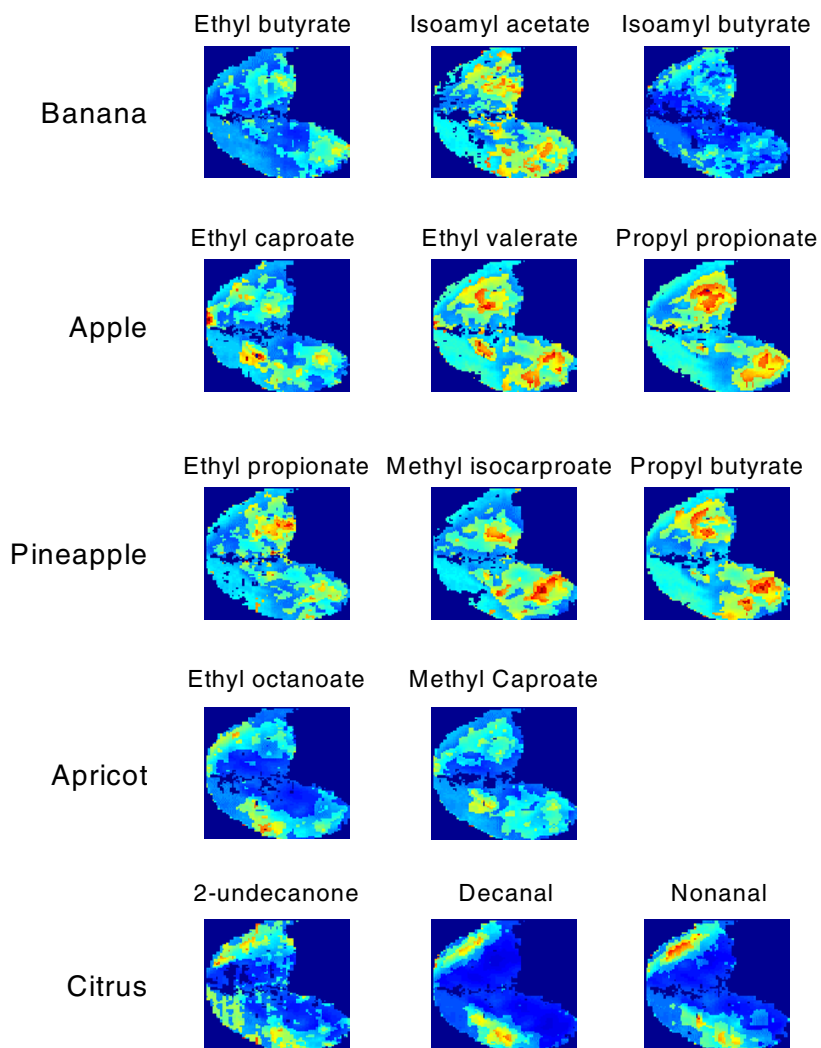 Ethyl butyrate Isoamyl acetate Isoamyl butyrate
Banana
Ethyl caproate Ethyl valerate Propyl propionate
Apple
Ethyl propionate Methyl isocarproate Propyl butyrate
Pineapple
Ethyl octanoate Methyl Caproate
Apricot
2-undecanone Decanal Nonanal
Citrus